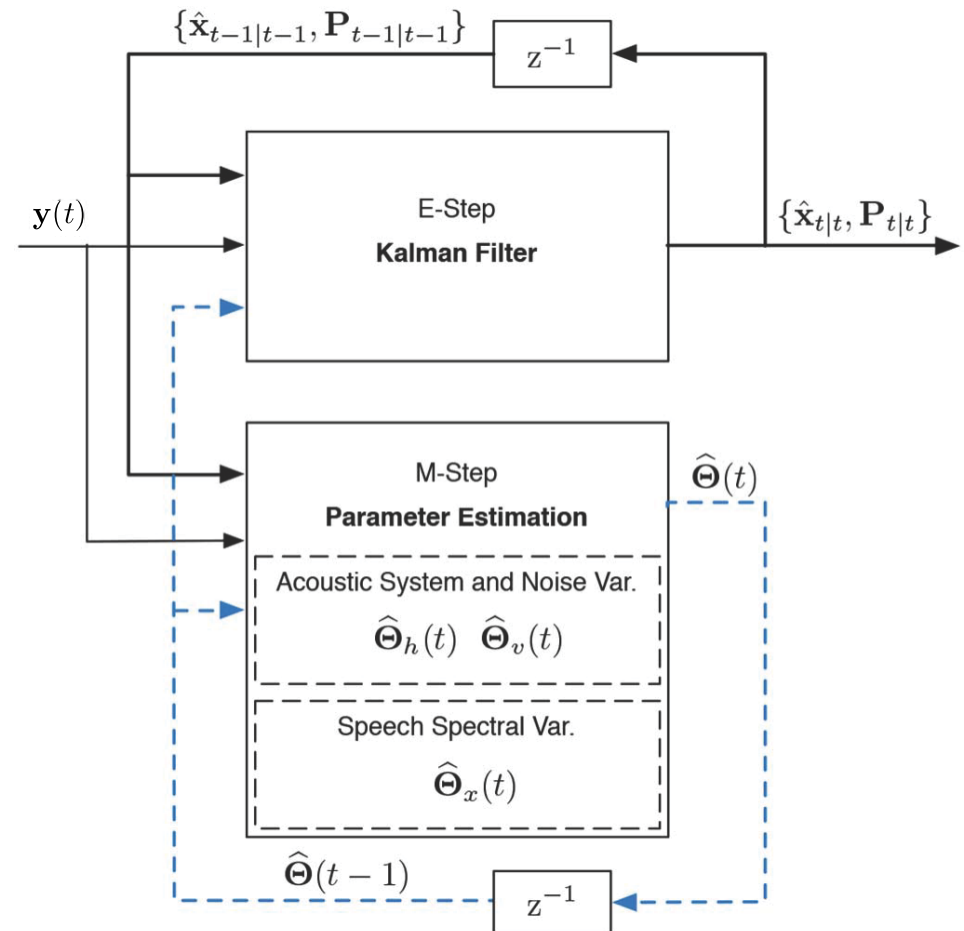 {x̂_{t−1|t−1}, P_{t−1|t−1}}
z^{−1}
y(t)
E-Step
Kalman Filter
{x̂_{t|t}, P_{t|t}}
M-Step
Parameter Estimation
Θ̂(t)
Acoustic System and Noise Var.
Θ̂_h(t) Θ̂_v(t)
Speech Spectral Var.
Θ̂_x(t)
Θ̂(t − 1)
z^{−1}